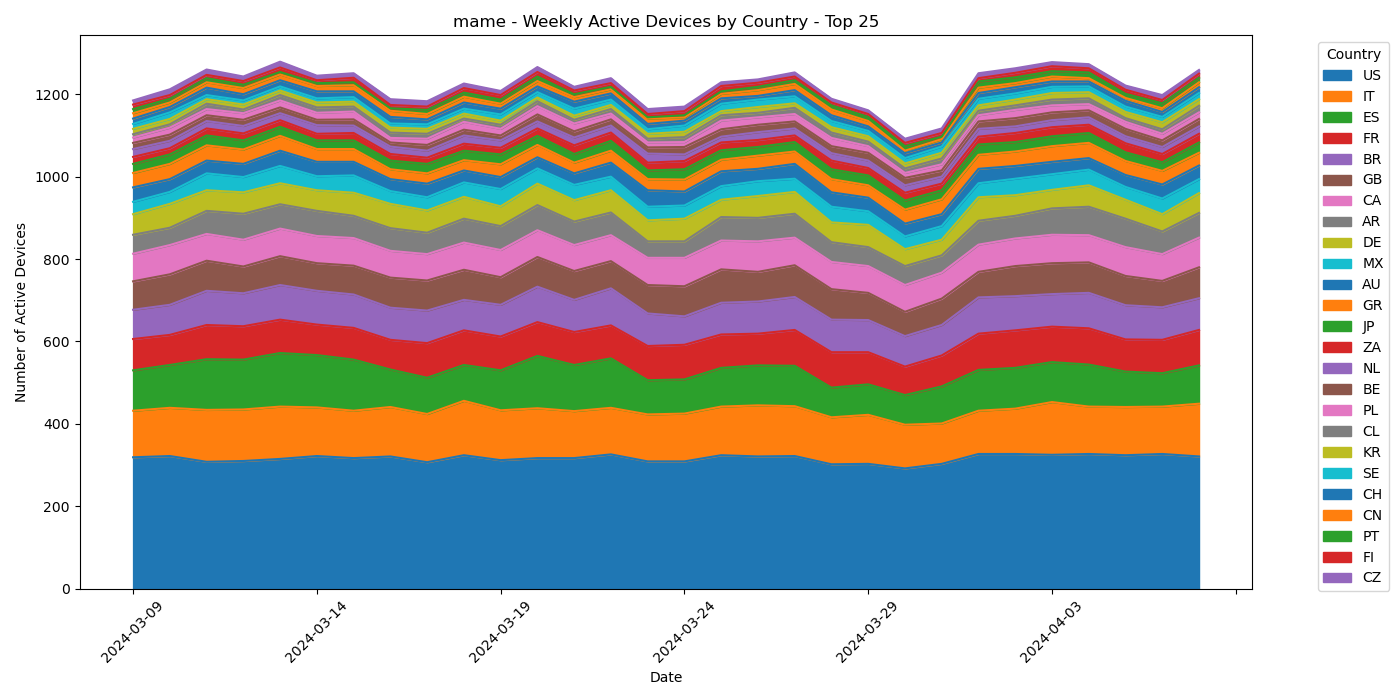 mame - Weekly Active Devices by Country - Top 25
Number of Active Devices
1200
1000
800
600
400
200
0
2024-03-09
2024-03-14
2024-03-19
2024-03-24
2024-03-29
2024-04-03
Date
Country
US
IT
ES
FR
BR
GB
CA
AR
DE
MX
AU
GR
JP
ZA
NL
BE
PL
CL
KR
SE
CH
CN
PT
FI
CZ